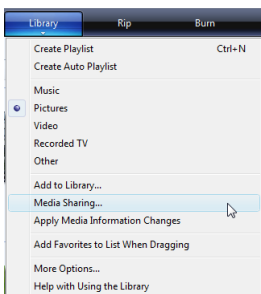 Library Rip Burn
Create Playlist Ctrl+N
Create Auto Playlist
Music
Pictures
Video
Recorded TV
Other
Add to Library...
Media Sharing...
Apply Media Information Changes
Add Favorites to List When Dragging
More Options...
Help with Using the Library